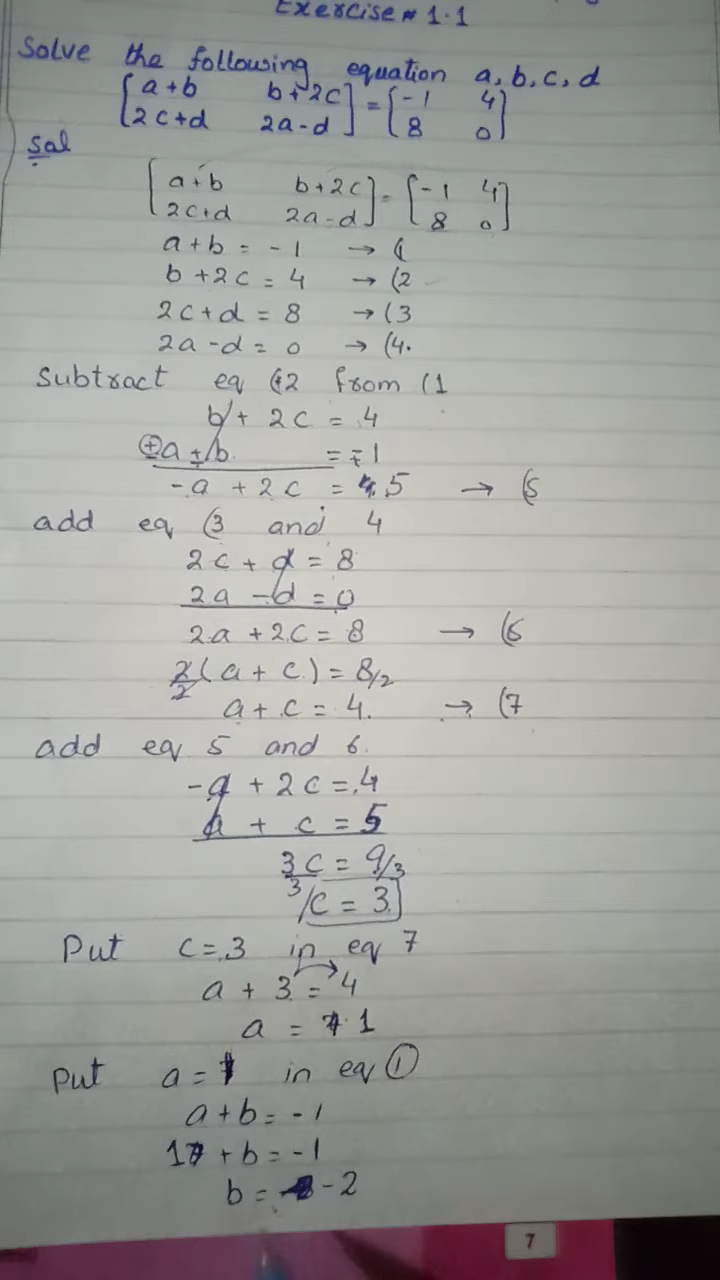 Exercise # 1.1
Solve the following equation a, b, c, d
[a+b b+2c] = [-1 4]
[2c+d 2a-d] [8 0]
Sol
[a+b b+2c] = [-1 4]
[2c+d 2a-d] [8 0]
a+b = -1 → (1
b+2c = 4 → (2
2c+d = 8 → (3
2a-d = 0 → (4.
Subtract eq (2 from (1
b + 2c = 4
a ± b = ∓1
-a + 2c = 5 → (5
add eq (3 and 4
2c + d = 8
2a - d = 0
2a + 2c = 8 → (6
2/2 (a + c) = 8/2
a + c = 4. → (7
add eq 5 and 6.
-a + 2c = 4
a + c = 5
3c/3 = 9/3
c = 3
Put c = 3 in eq 7
a + 3 = 4
a = 1
Put a = 1 in eq ①
a+b = -1
1 + b = -1
b = -2
7